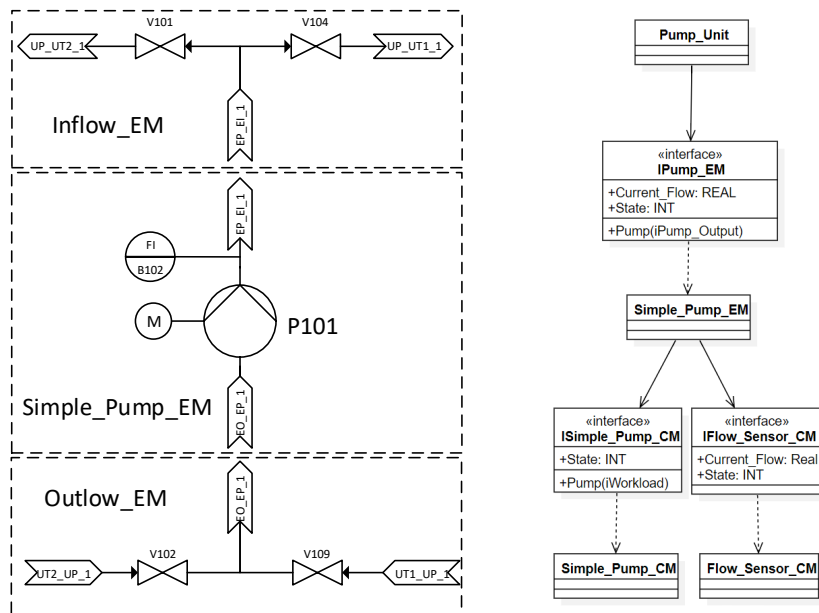 V101
V104
UP_UT2_1
UP_UT1_1
EP_EI_1
Inflow_EM
EP_EI_1
FI
B102
M
P101
EO_EP_1
Simple_Pump_EM
EO_EP_1
Outlow_EM
V102
V109
UT2_UP_1
UT1_UP_1
Pump_Unit
«interface»
IPump_EM
+Current_Flow: REAL
+State: INT
+Pump(iPump_Output)
Simple_Pump_EM
«interface»
ISimple_Pump_CM
+State: INT
+Pump(iWorkload)
«interface»
IFlow_Sensor_CM
+Current_Flow: Real
+State: INT
Simple_Pump_CM
Flow_Sensor_CM